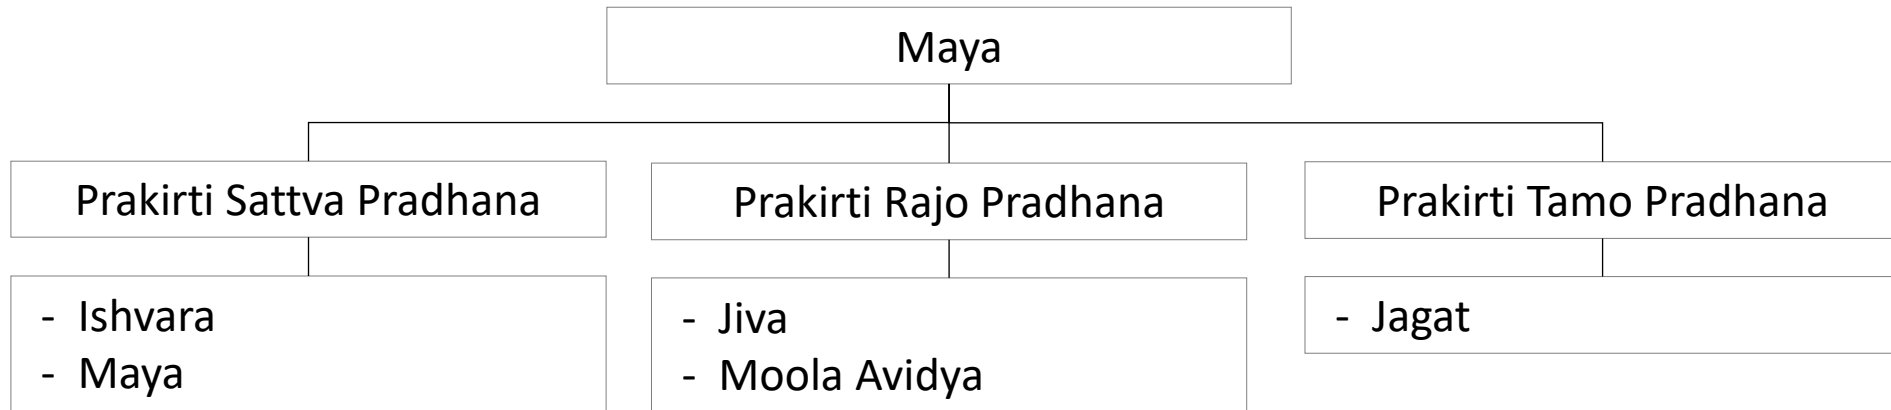 Maya
Prakirti Sattva Pradhana
Prakirti Rajo Pradhana
Prakirti Tamo Pradhana
- Ishvara
- Maya
- Jiva
- Moola Avidya
- Jagat